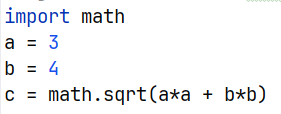 import math
a = 3
b = 4
c = math.sqrt(a*a + b*b)